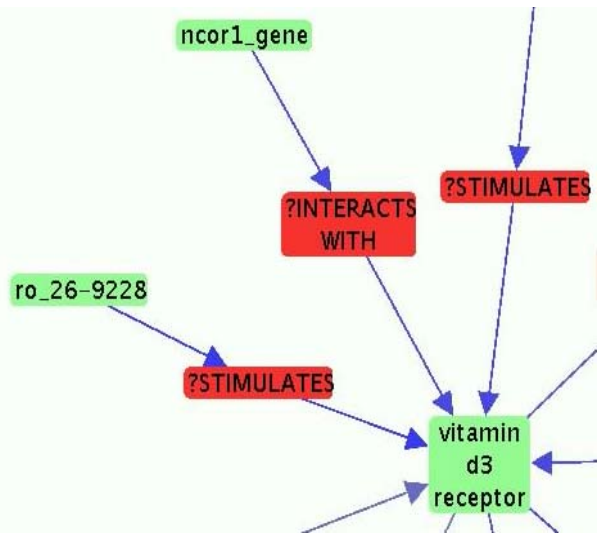 ncor1_gene
?STIMULATES
?INTERACTS
WITH
ro_26-9228
?STIMULATES
vitamin
d3
receptor